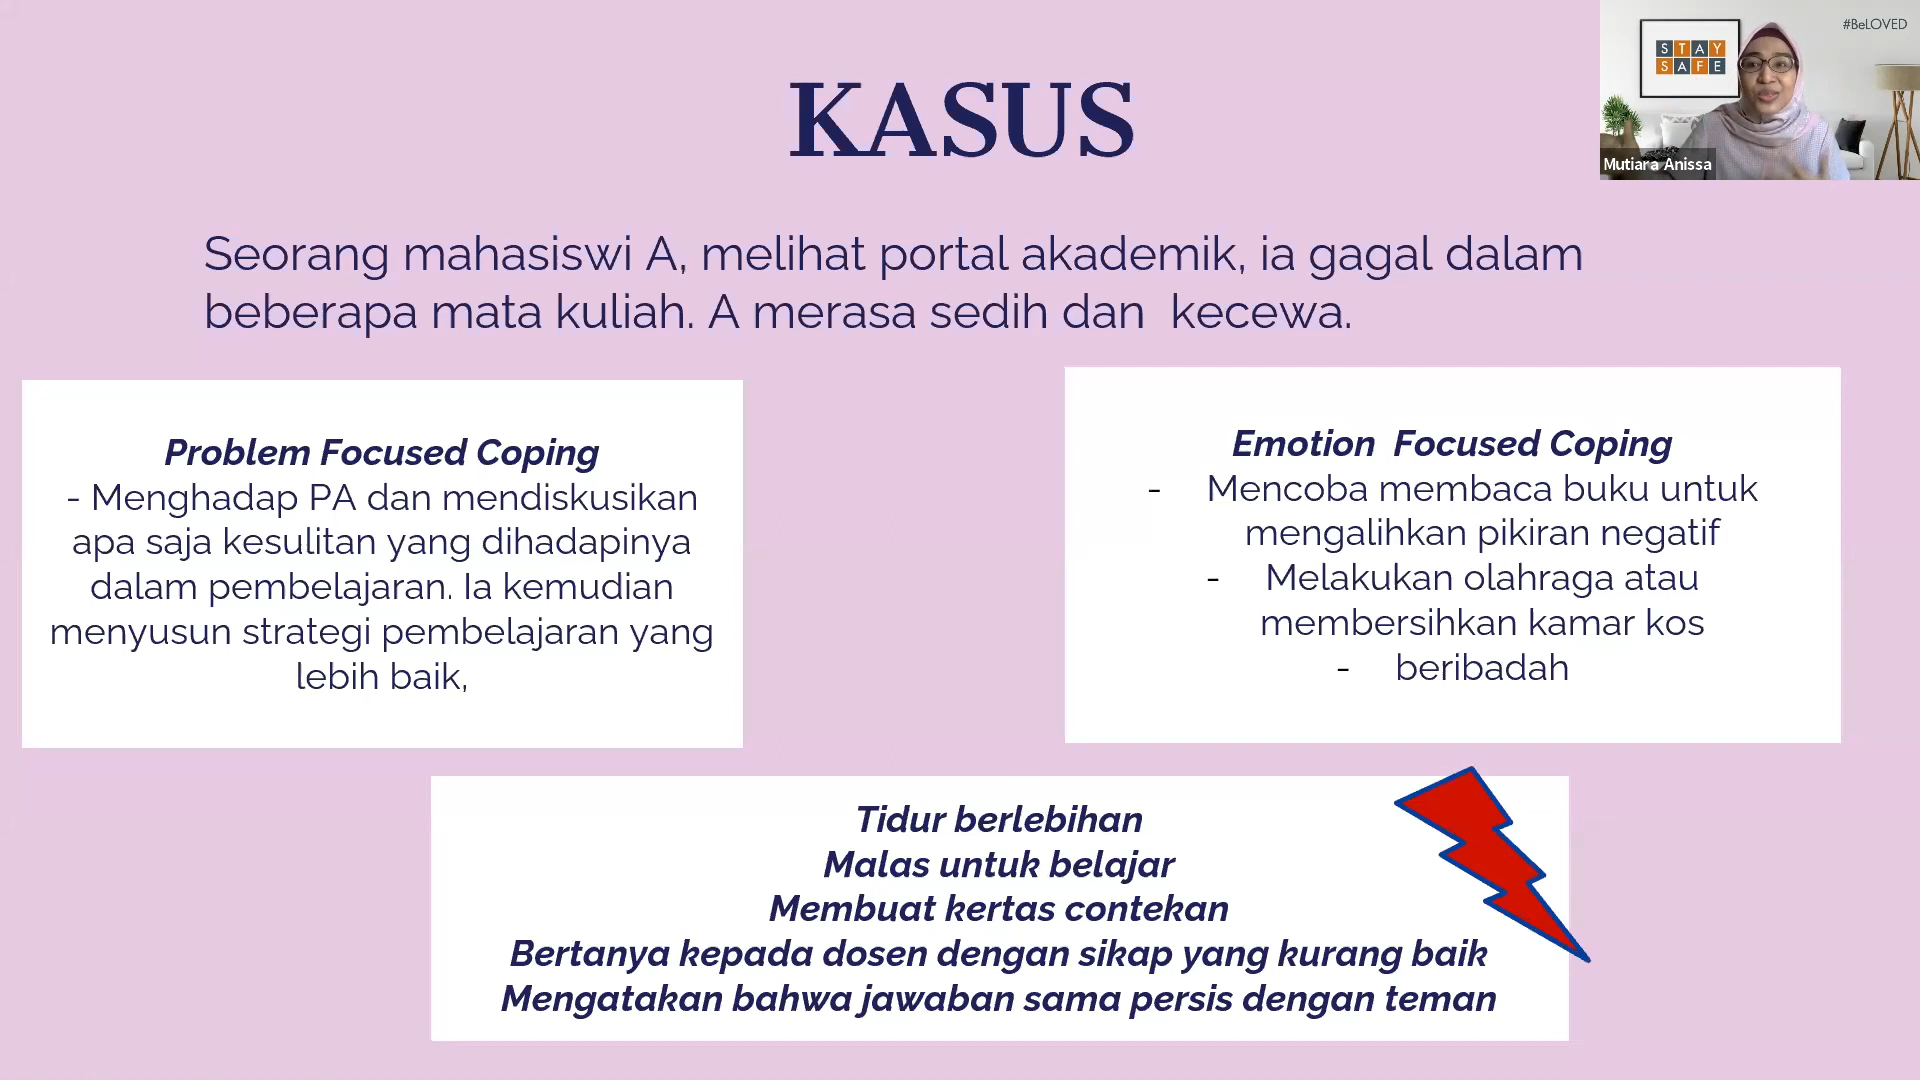 #BeLOVED
STAY
SAFE
Mutiara Anissa
KASUS
Seorang mahasiswi A, melihat portal akademik, ia gagal dalam
beberapa mata kuliah. A merasa sedih dan  kecewa.
Problem Focused Coping
- Menghadap PA dan mendiskusikan
apa saja kesulitan yang dihadapinya
dalam pembelajaran. Ia kemudian
menyusun strategi pembelajaran yang
lebih baik,
Emotion  Focused Coping
- Mencoba membaca buku untuk
mengalihkan pikiran negatif
- Melakukan olahraga atau
membersihkan kamar kos
- beribadah
Tidur berlebihan
Malas untuk belajar
Membuat kertas contekan
Bertanya kepada dosen dengan sikap yang kurang baik
Mengatakan bahwa jawaban sama persis dengan teman